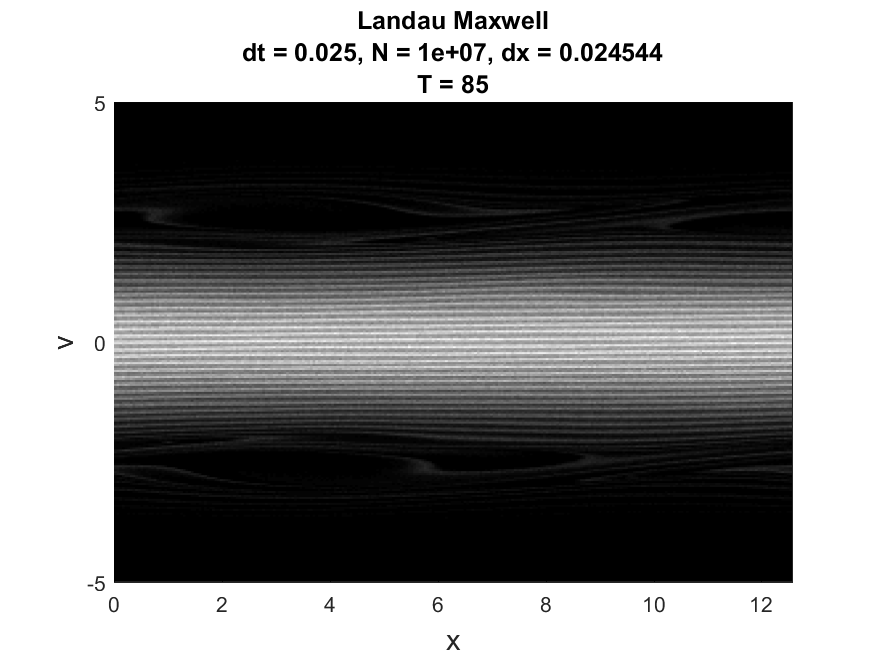 Landau Maxwell
dt = 0.025, N = 1e+07, dx = 0.024544
T = 85
5
v
0
-5
0 2 4 6 8 10 12
x